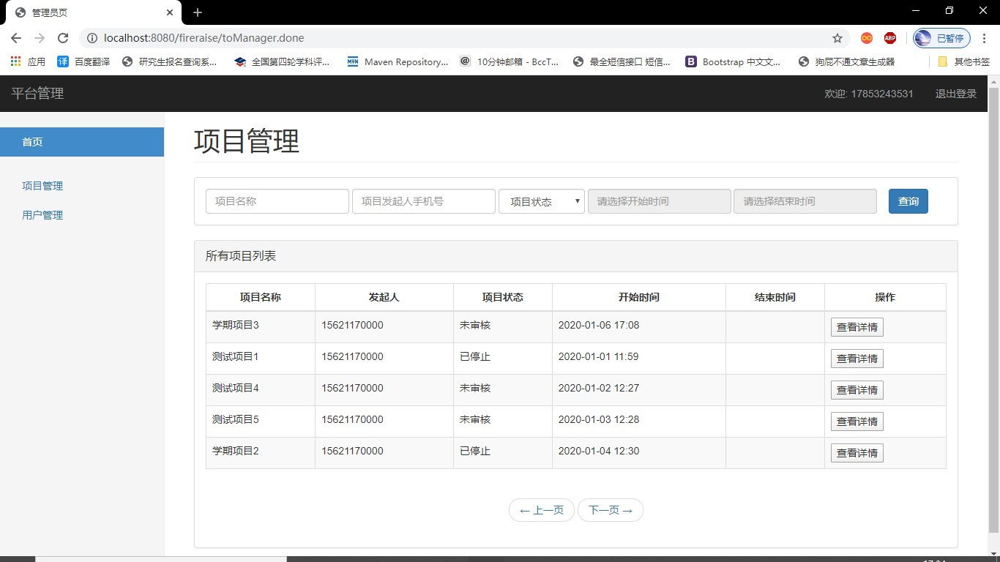 管理员页
localhost:8080/fireraise/toManager.done
ABP
已暂停
应用
译 百度翻译
研究生报名查询系...
全国第四轮学科评...
MVN Maven Repository...
@ 10分钟邮箱 - BccT...
最全短信接口 短信...
B Bootstrap 中文文...
狗屁不通文章生成器
其他书签
平台管理 欢迎: 17853243531 退出登录
首页
项目管理
用户管理
项目管理
项目名称 项目发起人手机号 项目状态 请选择开始时间 请选择结束时间 查询
所有项目列表
项目名称 发起人 项目状态 开始时间 结束时间 操作
学期项目3 15621170000 未审核 2020-01-06 17:08 查看详情
测试项目1 15621170000 已停止 2020-01-01 11:59 查看详情
测试项目4 15621170000 未审核 2020-01-02 12:27 查看详情
测试项目5 15621170000 未审核 2020-01-03 12:28 查看详情
学期项目2 15621170000 已停止 2020-01-04 12:30 查看详情
← 上一页 下一页 →